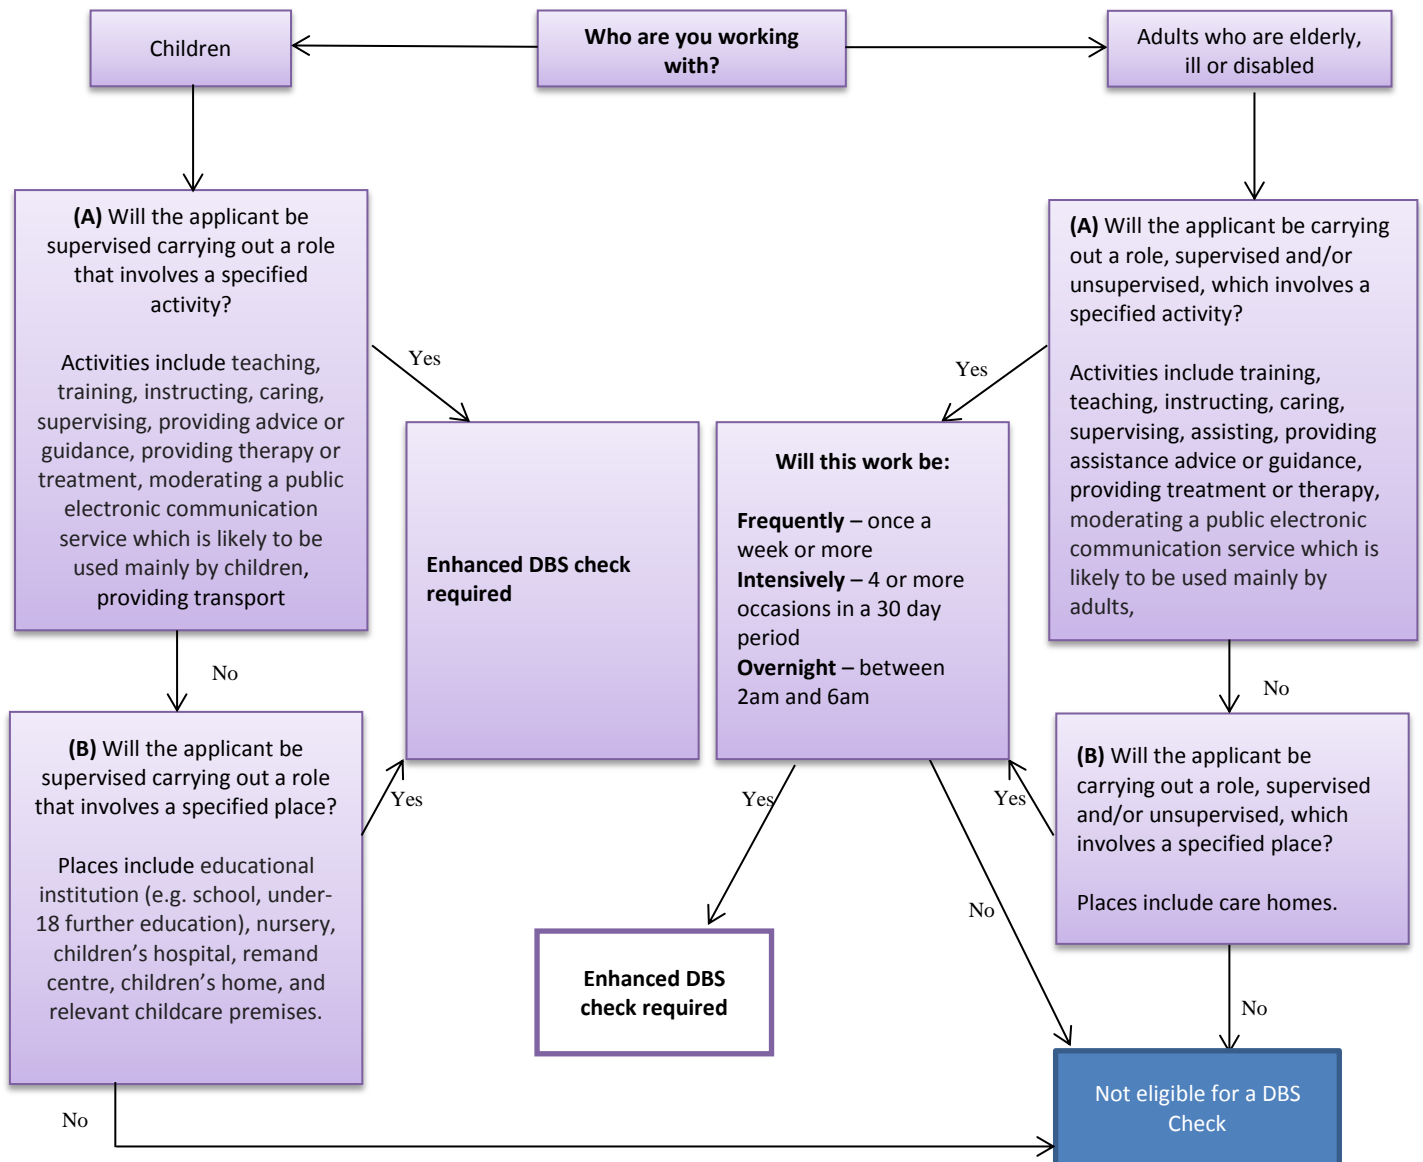 Children
Who are you working
with?
Adults who are elderly,
ill or disabled
(A) Will the applicant be
supervised carrying out a role
that involves a specified
activity?
Activities include teaching,
training, instructing, caring,
supervising, providing advice or
guidance, providing therapy or
treatment, moderating a public
electronic communication
service which is likely to be
used mainly by children,
providing transport
Yes
No
(B) Will the applicant be
supervised carrying out a role
that involves a specified place?
Places include educational
institution (e.g. school, under-
18 further education), nursery,
children’s hospital, remand
centre, children’s home, and
relevant childcare premises.
Yes
No
Enhanced DBS check
required
(A) Will the applicant be carrying
out a role, supervised and/or
unsupervised, which involves a
specified activity?
Activities include training,
teaching, instructing, caring,
supervising, assisting, providing
assistance advice or guidance,
providing treatment or therapy,
moderating a public electronic
communication service which is
likely to be used mainly by
adults,
Yes
No
Will this work be:
Frequently – once a
week or more
Intensively – 4 or more
occasions in a 30 day
period
Overnight – between
2am and 6am
Yes
No
(B) Will the applicant be
carrying out a role, supervised
and/or unsupervised, which
involves a specified place?
Places include care homes.
Yes
No
Enhanced DBS
check required
Not eligible for a DBS
Check